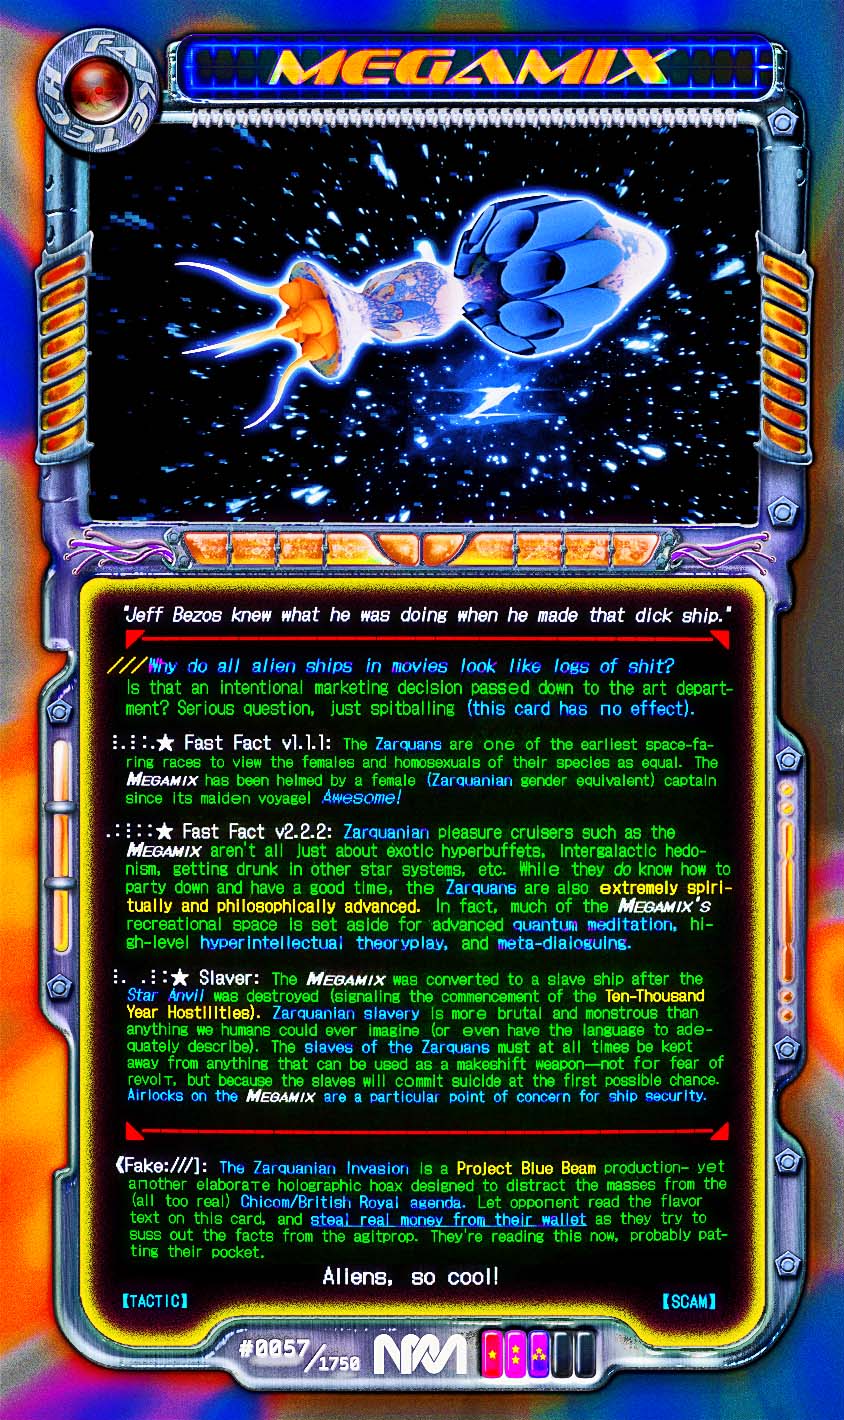 FAKE TECH
MEGAMIX
"Jeff Bezos knew what he was doing when he made that dick ship."
////Why do all alien ships in movies look like logs of shit?
Is that an intentional marketing decision passed down to the art depart-
ment? Serious question, just spitballing (this card has no effect).
⁝.⁝⁚.★ Fast Fact v1.1.1: The Zarquans are one of the earliest space-fa-
ring races to view the females and homosexuals of their species as equal. The
MEGAMIX has been helmed by a female (Zarquanian gender equivalent) captain
since its maiden voyage! Awesome!
.⁚⁝⁚⁚★ Fast Fact v2.2.2: Zarquanian pleasure cruisers such as the
MEGAMIX aren't all just about exotic hyperbuffets, intergalactic hedo-
nism, getting drunk in other star systems, etc. While they do know how to
party down and have a good time, the Zarquans are also extremely spiri-
tually and philosophically advanced. In fact, much of the MEGAMIX'S
recreational space is set aside for advanced quantum meditation, hi-
gh-level hyperintellectual theoryplay, and meta-dialoguing.
⁝. .⁝⁚★ Slaver: The MEGAMIX was converted to a slave ship after the
Star Anvil was destroyed (signaling the commencement of the Ten-Thousand
Year Hostilities). Zarquanian slavery is more brutal and monstrous than
anything we humans could ever imagine (or even have the language to ade-
quately describe). The slaves of the Zarquans must at all times be kept
away from anything that can be used as a makeshift weapon—not for fear of
revolt, but because the slaves will commit suicide at the first possible chance.
Airlocks on the MEGAMIX are a particular point of concern for ship security.
《Fake:///]: The Zarquanian Invasion is a Project Blue Beam production- yet
another elaborate holographic hoax designed to distract the masses from the
(all too real) Chicom/British Royal agenda. Let opponent read the flavor
text on this card, and steal real money from their wallet as they try to
suss out the facts from the agitprop. They're reading this now, probably pat-
ting their pocket.
Aliens, so cool!
【TACTIC】 【SCAM】
#0057/1750 NM